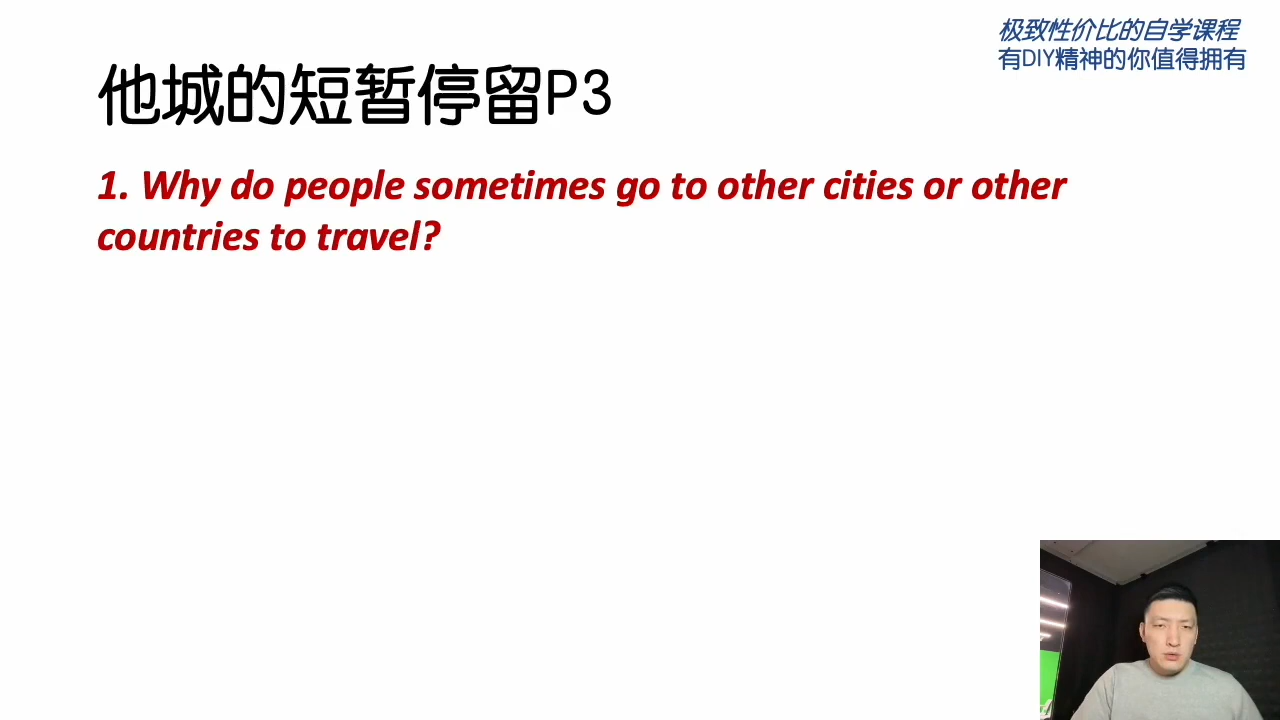 极致性价比的自学课程
有DIY精神的你值得拥有
他城的短暂停留P3
1. Why do people sometimes go to other cities or other
countries to travel?